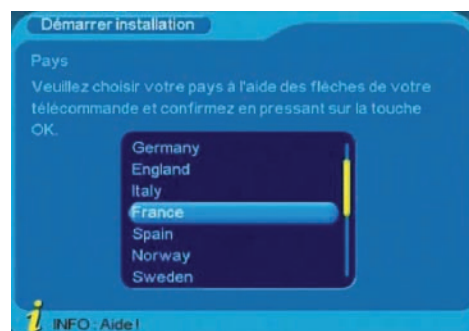 Démarrer installation
Pays
Veuillez choisir votre pays à l'aide des flèches de votre
télécommande et confirmez en pressant sur la touche
OK.
Germany
England
Italy
France
Spain
Norway
Sweden
INFO : Aide !